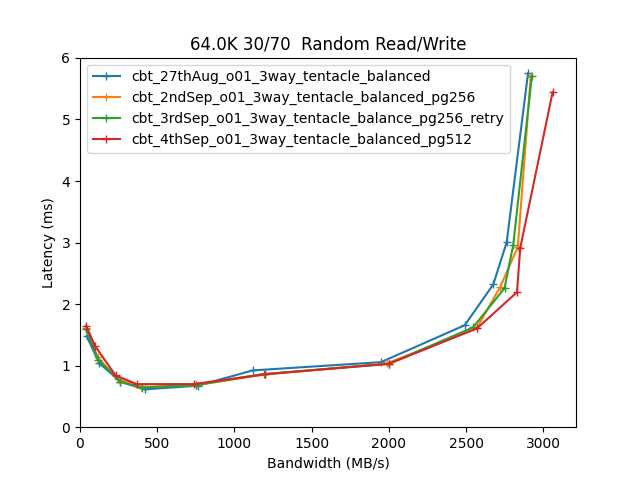 64.0K 30/70 Random Read/Write
cbt_27thAug_o01_3way_tentacle_balanced
cbt_2ndSep_o01_3way_tentacle_balanced_pg256
cbt_3rdSep_o01_3way_tentacle_balance_pg256_retry
cbt_4thSep_o01_3way_tentacle_balanced_pg512
6
5
4
3
2
1
0
Latency (ms)
0 500 1000 1500 2000 2500 3000
Bandwidth (MB/s)